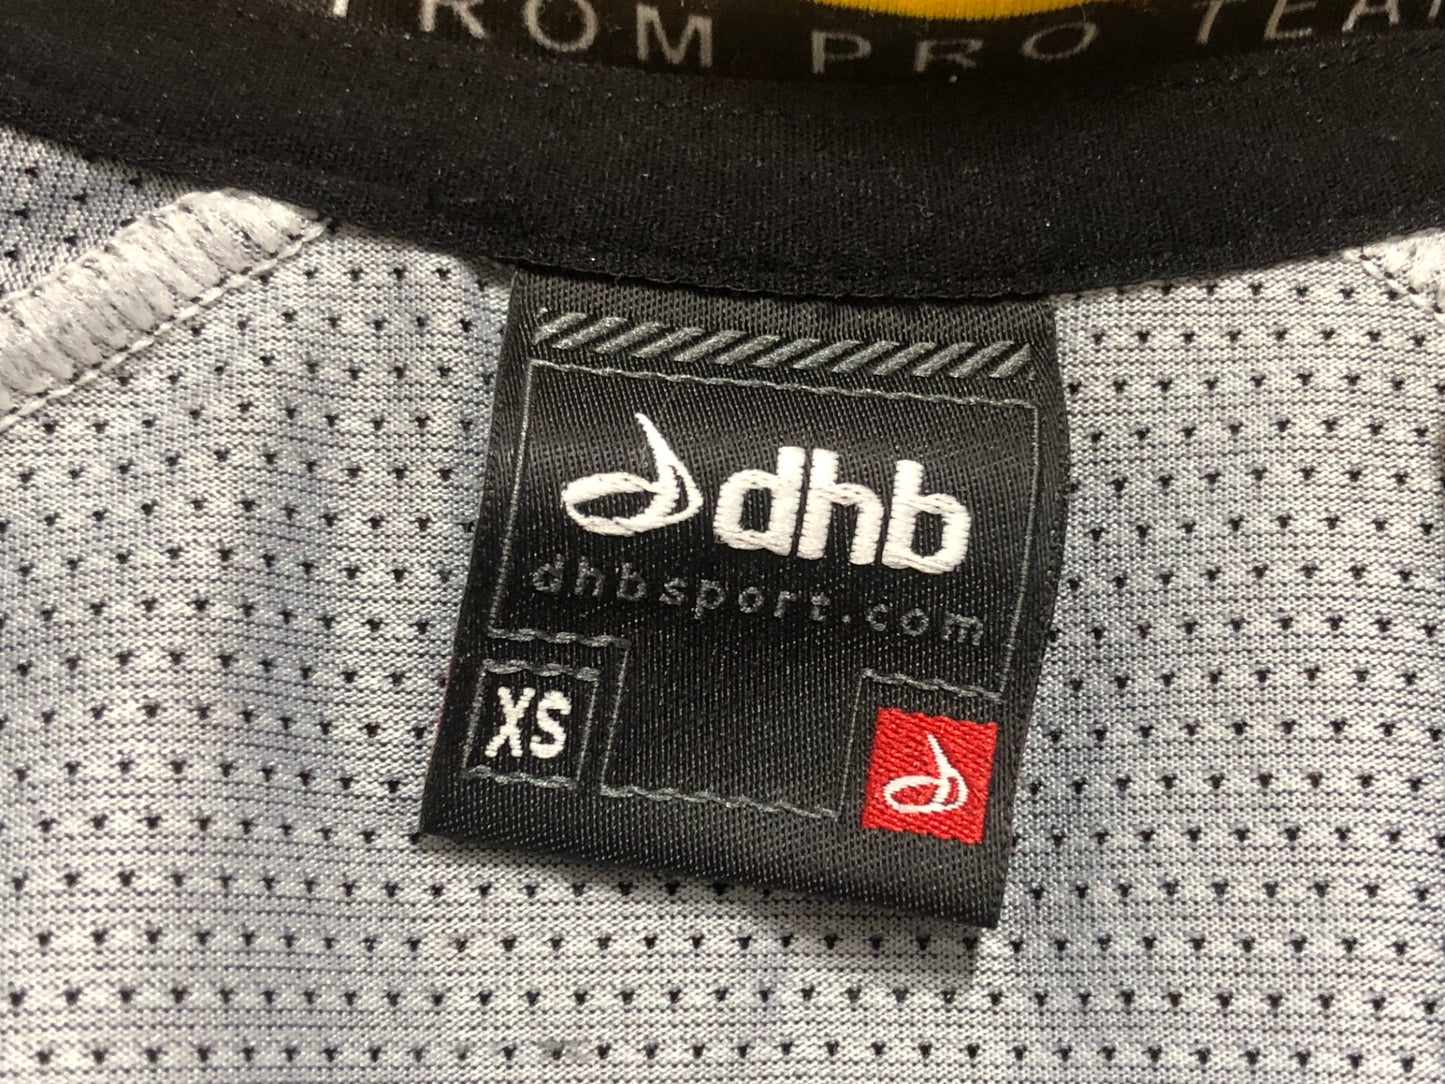 ROM PRO TEA
dhb
dhbsport.com
XS